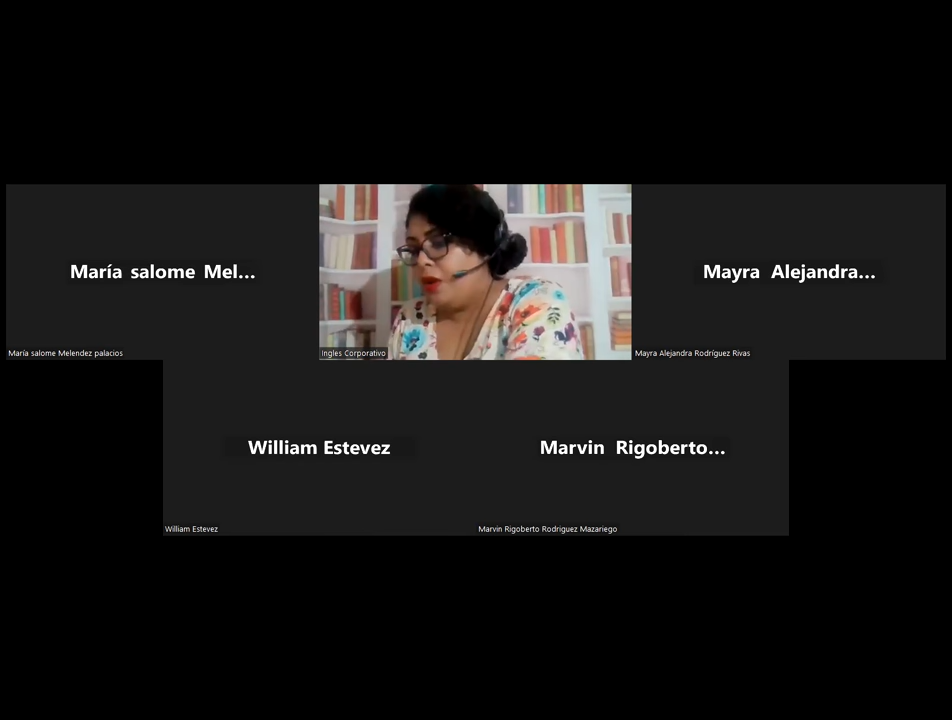 María salome Mel...
Mayra Alejandra...
María salome Melendez palacios
Ingles Corporativo
Mayra Alejandra Rodríguez Rivas
William Estevez
Marvin Rigoberto...
William Estevez
Marvin Rigoberto Rodriguez Mazariego